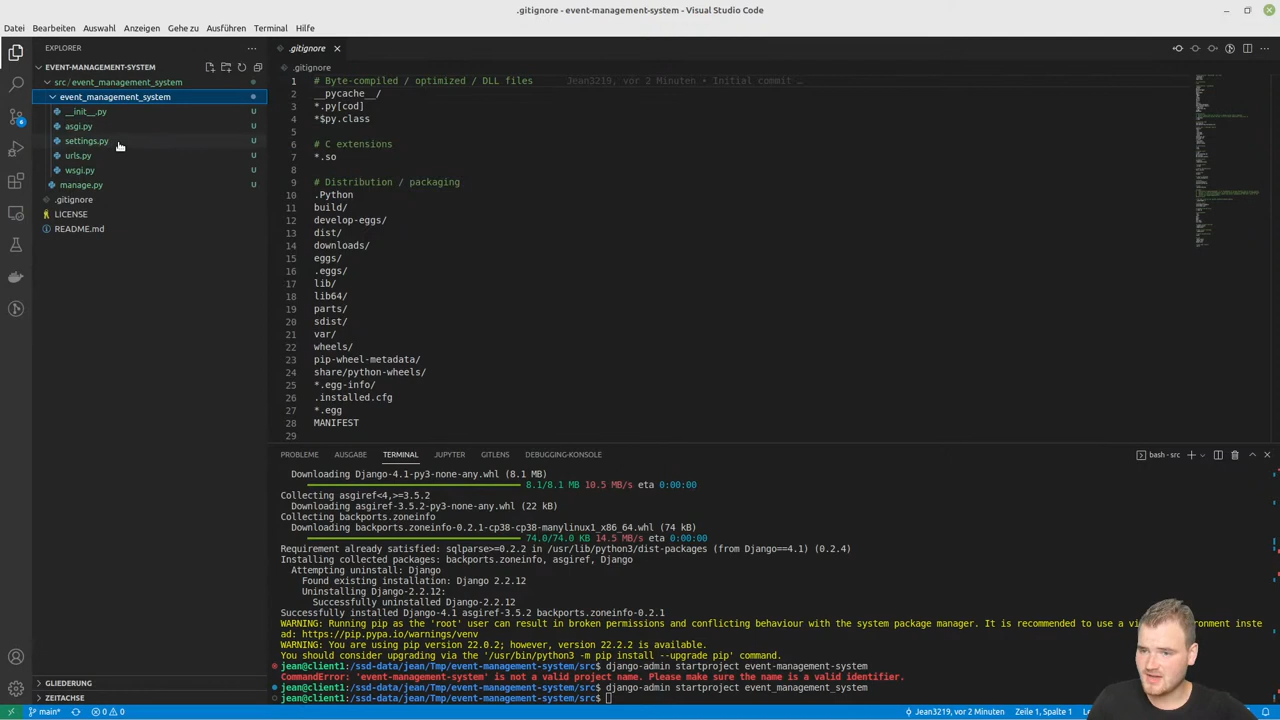 .gitignore - event-management-system - Visual Studio Code
Datei Bearbeiten Auswahl Anzeigen Gehe zu Ausführen Terminal Hilfe
EXPLORER
EVENT-MANAGEMENT-SYSTEM
src / event_management_system
event_management_system
__init__.py U
asgi.py U
settings.py U
urls.py U
wsgi.py U
manage.py U
.gitignore
LICENSE
README.md
GLIEDERUNG
ZEITACHSE
6
.gitignore
.gitignore
1 # Byte-compiled / optimized / DLL files Jean3219, vor 2 Minuten • Initial commit …
2 __pycache__/
3 *.py[cod]
4 *$py.class
5
6 # C extensions
7 *.so
8
9 # Distribution / packaging
10 .Python
11 build/
12 develop-eggs/
13 dist/
14 downloads/
15 eggs/
16 .eggs/
17 lib/
18 lib64/
19 parts/
20 sdist/
21 var/
22 wheels/
23 pip-wheel-metadata/
24 share/python-wheels/
25 *.egg-info/
26 .installed.cfg
27 *.egg
28 MANIFEST
29
PROBLEME AUSGABE TERMINAL JUPYTER GITLENS DEBUGGING-KONSOLE
bash - src
Downloading Django-4.1-py3-none-any.whl (8.1 MB)
8.1/8.1 MB 10.5 MB/s eta 0:00:00
Collecting asgiref<4,>=3.5.2
Downloading asgiref-3.5.2-py3-none-any.whl (22 kB)
Collecting backports.zoneinfo
Downloading backports.zoneinfo-0.2.1-cp38-cp38-manylinux1_x86_64.whl (74 kB)
74.0/74.0 KB 14.5 MB/s eta 0:00:00
Requirement already satisfied: sqlparse>=0.2.2 in /usr/lib/python3/dist-packages (from Django==4.1) (0.2.4)
Installing collected packages: backports.zoneinfo, asgiref, Django
Attempting uninstall: Django
Found existing installation: Django 2.2.12
Uninstalling Django-2.2.12:
Successfully uninstalled Django-2.2.12
Successfully installed Django-4.1 asgiref-3.5.2 backports.zoneinfo-0.2.1
WARNING: Running pip as the 'root' user can result in broken permissions and conflicting behaviour with the system package manager. It is recommended to use a virtual environment inste
ad: https://pip.pypa.io/warnings/venv
WARNING: You are using pip version 22.0.2; however, version 22.2.2 is available.
You should consider upgrading via the '/usr/bin/python3 -m pip install --upgrade pip' command.
jean@client1:/ssd-data/jean/Tmp/event-management-system/src$ django-admin startproject event-management-system
CommandError: 'event-management-system' is not a valid project name. Please make sure the name is a valid identifier.
jean@client1:/ssd-data/jean/Tmp/event-management-system/src$ django-admin startproject event_management_system
jean@client1:/ssd-data/jean/Tmp/event-management-system/src$
main* 0 0 Jean3219, vor 2 Minuten Zeile 1, Spalte 1